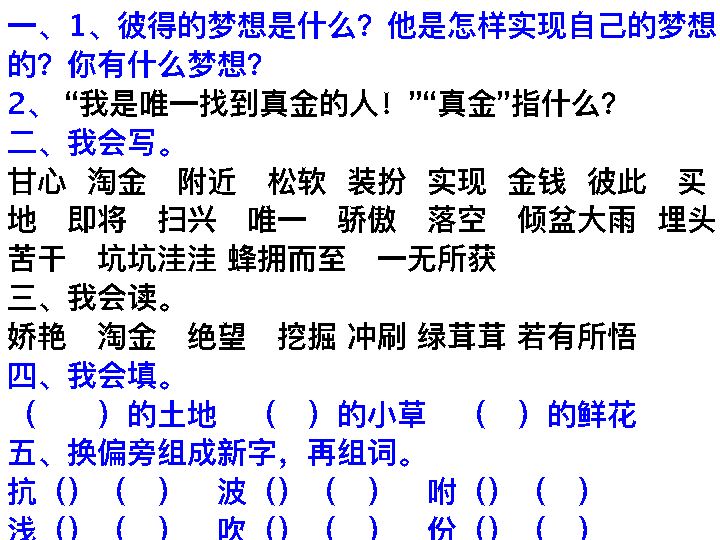 一、1、彼得的梦想是什么？他是怎样实现自己的梦想
的？你有什么梦想？
2、 “我是唯一找到真金的人！”“真金”指什么？
二、我会写。
甘心 淘金 附近 松软 装扮 实现 金钱 彼此 买
地 即将 扫兴 唯一 骄傲 落空 倾盆大雨 埋头
苦干 坑坑洼洼 蜂拥而至 一无所获
三、我会读。
娇艳 淘金 绝望 挖掘 冲刷 绿茸茸 若有所悟
四、我会填。
（　　）的土地 （　）的小草 （　）的鲜花
五、换偏旁组成新字，再组词。
抗（）（　） 波（）（　） 咐（）（　）
浅（）（　） 吹（）（　） 份（）（　）